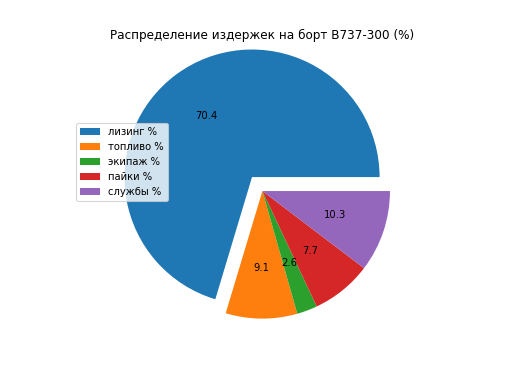 Распределение издержек на борт B737-300 (%)
70.4
лизинг %
топливо %
экипаж %
пайки %
службы %
10.3
7.7
2.6
9.1